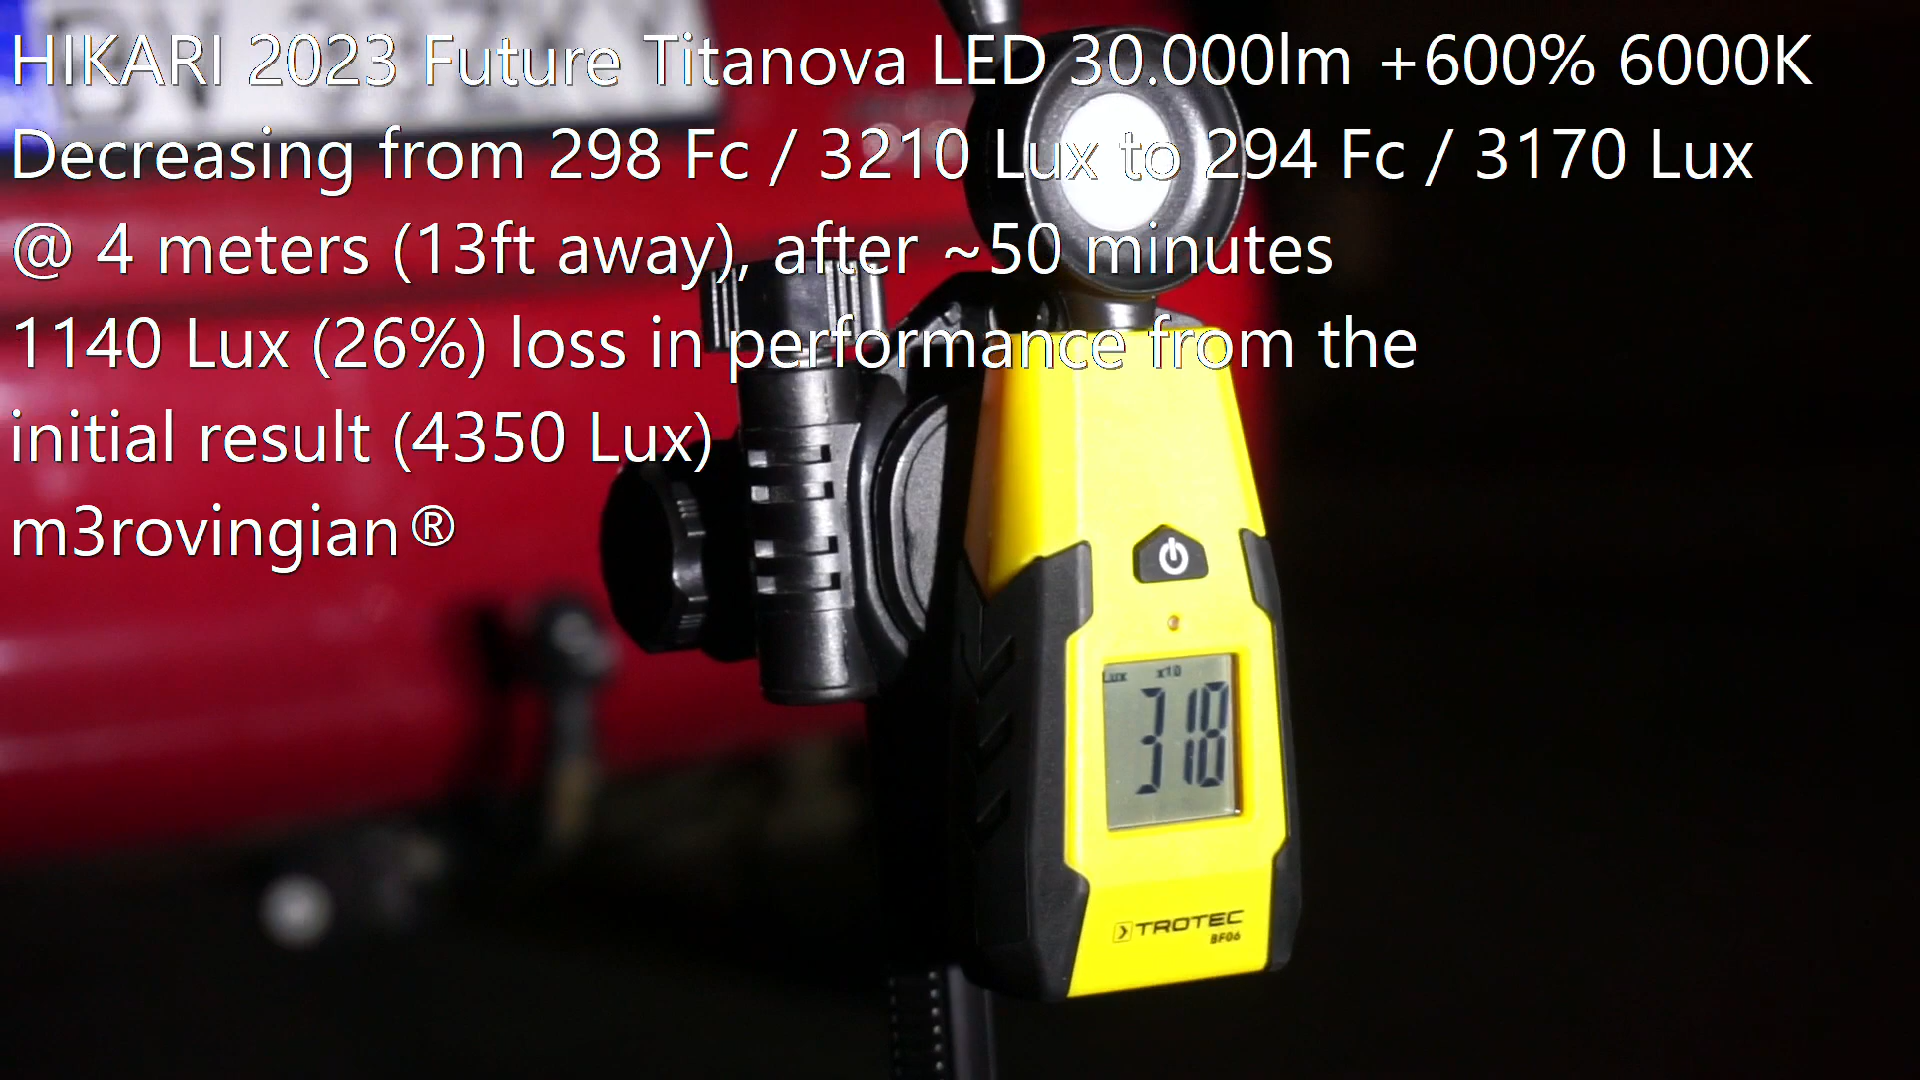 HIKARI 2023 Future Titanova LED 30.000lm +600% 6000K
Decreasing from 298 Fc / 3210 Lux to 294 Fc / 3170 Lux
@ 4 meters (13ft away), after ~50 minutes
1140 Lux (26%) loss in performance from the
initial result (4350 Lux)
m3rovingian®
Lux x10
318
TROTEC
BF06